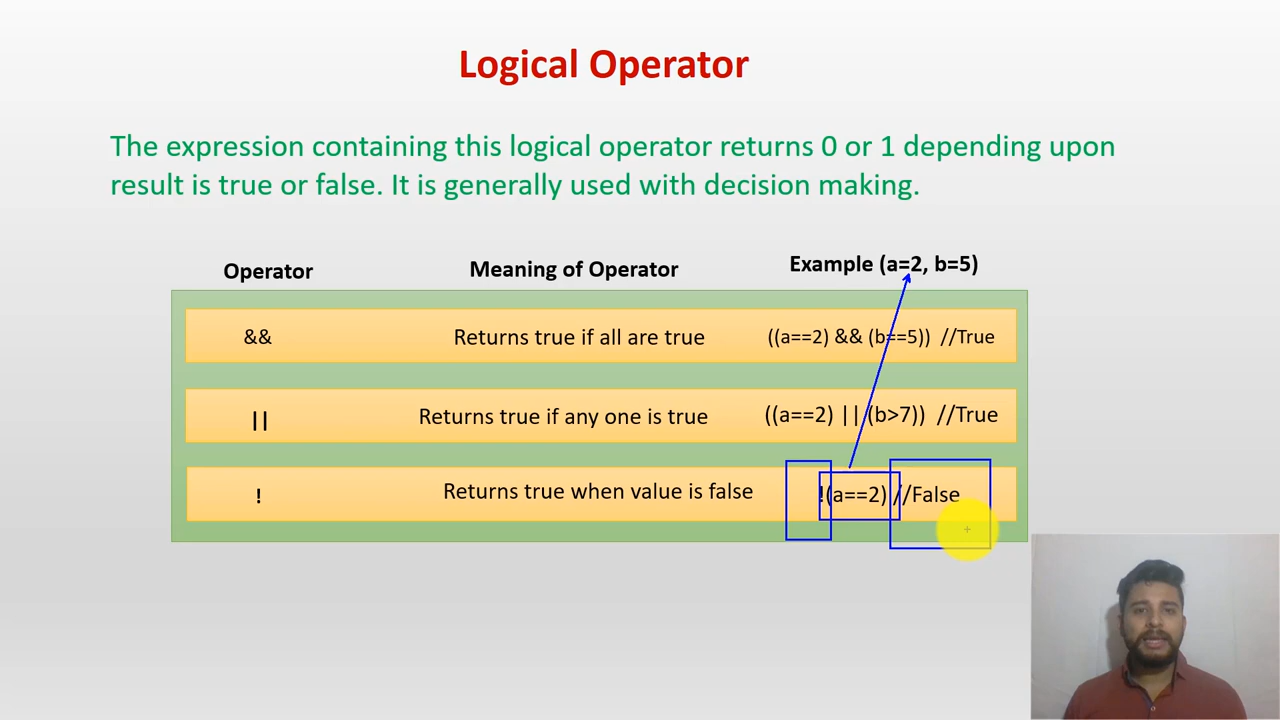 Logical Operator
The expression containing this logical operator returns 0 or 1 depending upon
result is true or false. It is generally used with decision making.
Operator Meaning of Operator Example (a=2, b=5)
&& Returns true if all are true ((a==2) && (b==5)) //True
|| Returns true if any one is true ((a==2) || (b>7)) //True
! Returns true when value is false !(a==2) //False